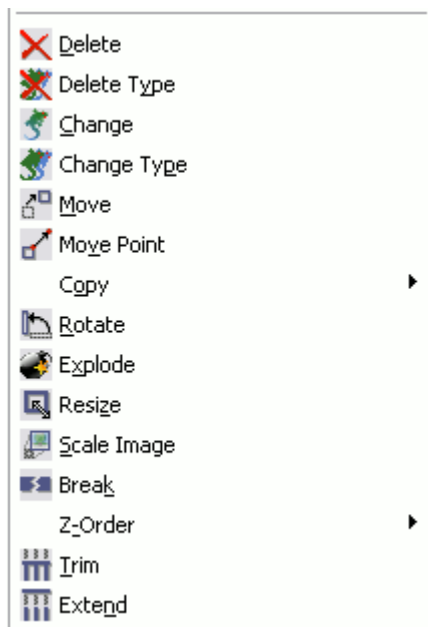 Delete
Delete Type
Change
Change Type
Move
Move Point
Copy
Rotate
Explode
Resize
Scale Image
Break
Z-Order
Trim
Extend